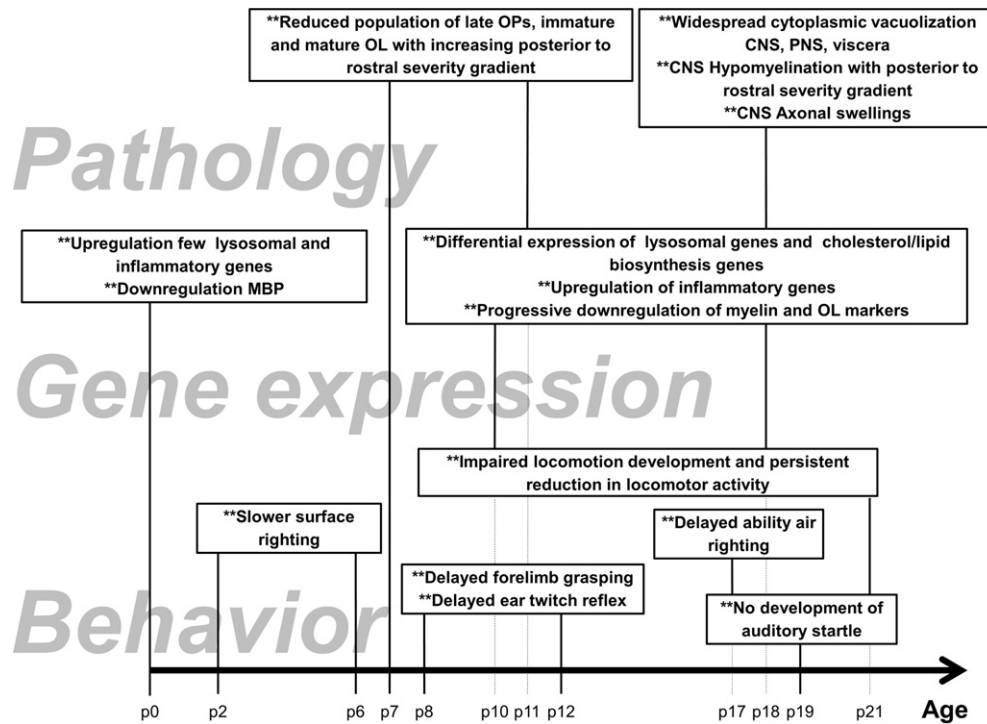 **Reduced population of late OPs, immature
and mature OL with increasing posterior to
rostral severity gradient
**Widespread cytoplasmic vacuolization
CNS, PNS, viscera
**CNS Hypomyelination with posterior to
rostral severity gradient
**CNS Axonal swellings
Pathology
**Upregulation few lysosomal and
inflammatory genes
**Downregulation MBP
**Differential expression of lysosomal genes and cholesterol/lipid
biosynthesis genes
**Upregulation of inflammatory genes
**Progressive downregulation of myelin and OL markers
Gene expression
**Impaired locomotion development and persistent
reduction in locomotor activity
**Slower surface
righting
**Delayed ability air
righting
**Delayed forelimb grasping
**Delayed ear twitch reflex
**No development of
auditory startle
Behavior
p0 p2 p6 p7 p8 p10 p11 p12 p17 p18 p19 p21 Age